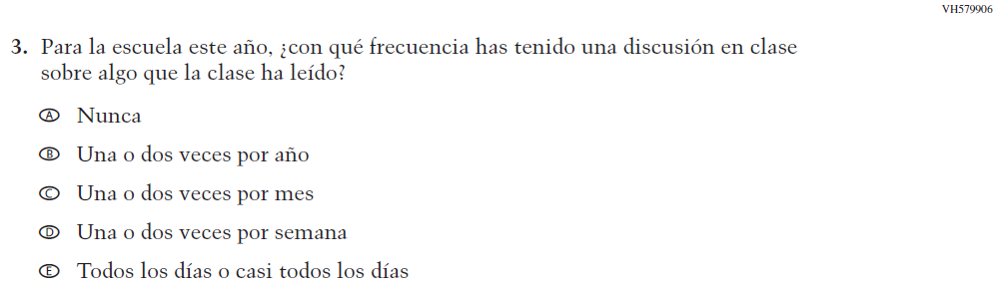 VH579906
3. Para la escuela este año, ¿con qué frecuencia has tenido una discusión en clase
sobre algo que la clase ha leído?
A Nunca
B Una o dos veces por año
C Una o dos veces por mes
D Una o dos veces por semana
E Todos los días o casi todos los días